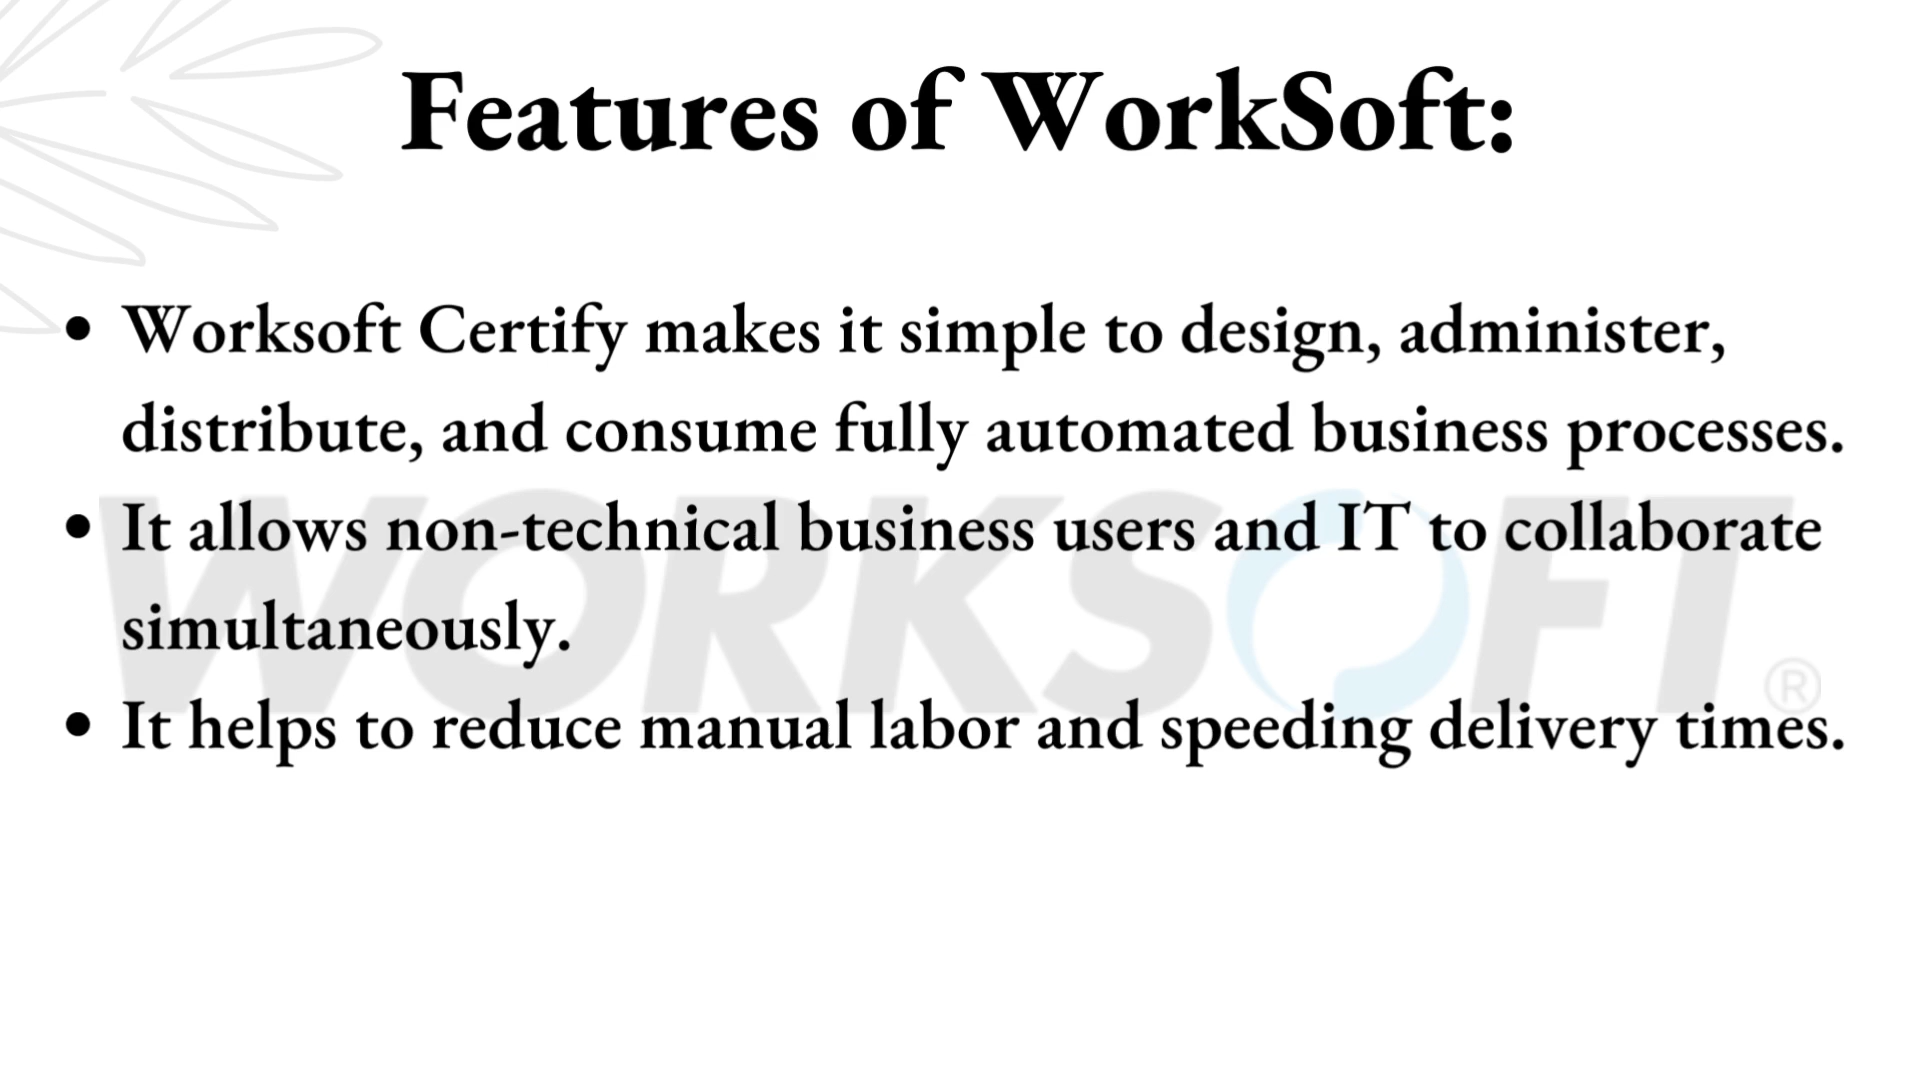 Features of WorkSoft:
• Worksoft Certify makes it simple to design, administer,
distribute, and consume fully automated business processes.
• It allows non-technical business users and IT to collaborate
simultaneously.
• It helps to reduce manual labor and speeding delivery times.
WORKSOFT®